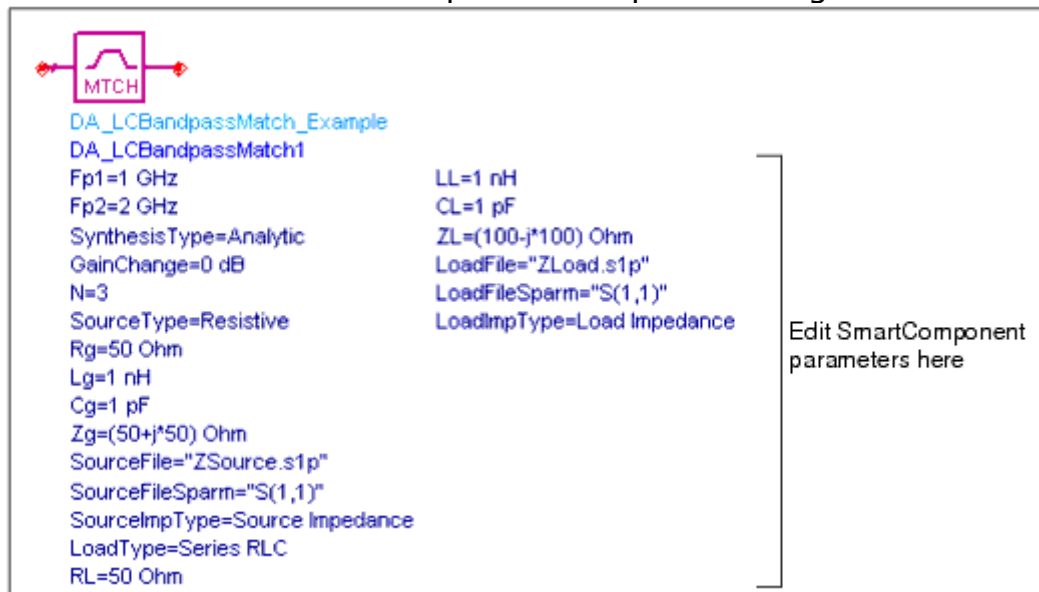 MTCH
DA_LCBandpassMatch_Example
DA_LCBandpassMatch1
Fp1=1 GHz
Fp2=2 GHz
SynthesisType=Analytic
GainChange=0 dB
N=3
SourceType=Resistive
Rg=50 Ohm
Lg=1 nH
Cg=1 pF
Zg=(50+j*50) Ohm
SourceFile="ZSource.s1p"
SourceFileSparm="S(1,1)"
SourceImpType=Source Impedance
LoadType=Series RLC
RL=50 Ohm
LL=1 nH
CL=1 pF
ZL=(100-j*100) Ohm
LoadFile="ZLoad.s1p"
LoadFileSparm="S(1,1)"
LoadImpType=Load Impedance
Edit SmartComponent
parameters here